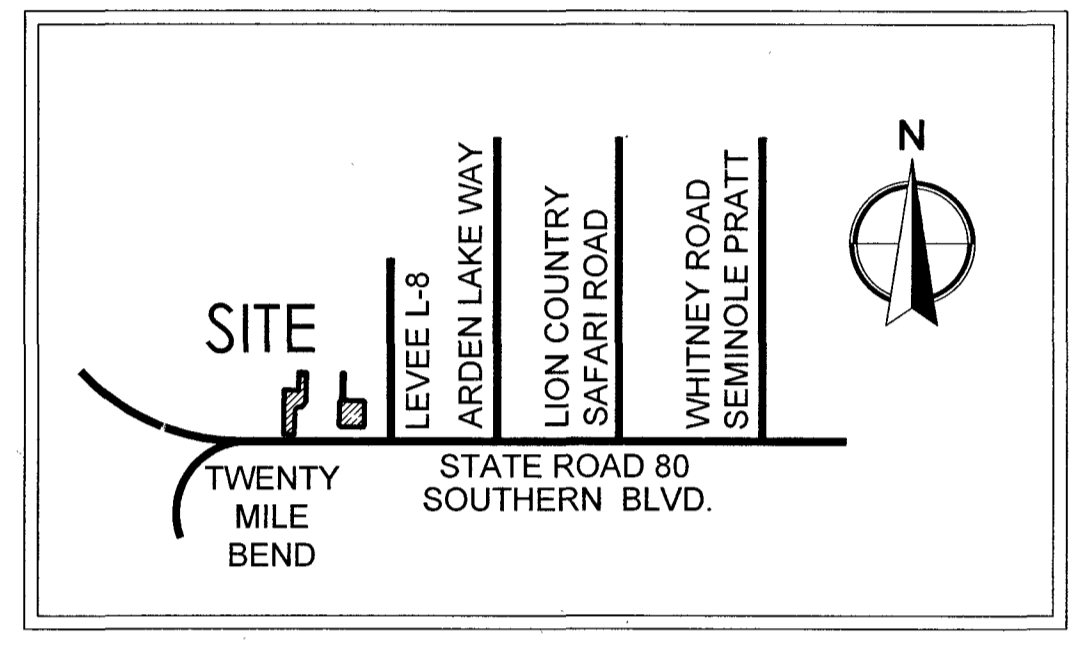 N
SITE
LEVEE L-8
ARDEN LAKE WAY
LION COUNTRY
SAFARI ROAD
WHITNEY ROAD
SEMINOLE PRATT
TWENTY
MILE
BEND
STATE ROAD 80
SOUTHERN BLVD.